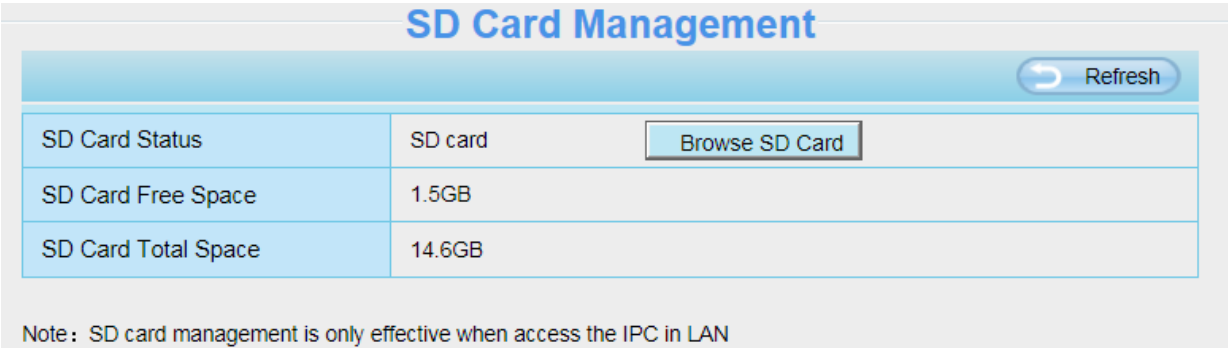 SD Card Management
Refresh
SD Card Status SD card Browse SD Card
SD Card Free Space 1.5GB
SD Card Total Space 14.6GB
Note：SD card management is only effective when access the IPC in LAN